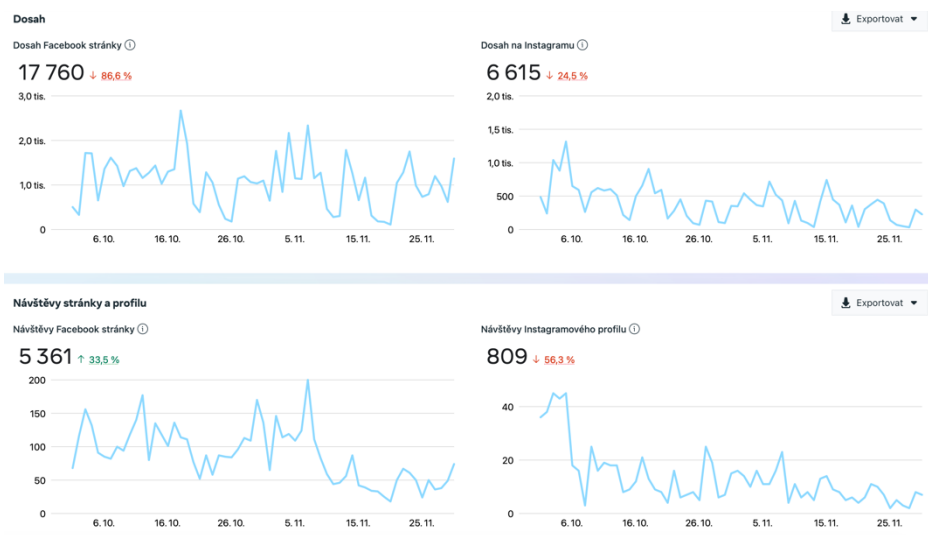 Dosah
Exportovat
Dosah Facebook stránky
17 760 ↓ 86,6 %
3,0 tis.
2,0 tis.
1,0 tis.
0
6. 10. 16. 10. 26. 10. 5. 11. 15. 11. 25. 11.
Dosah na Instagramu
6 615 ↓ 24,5 %
2,0 tis.
1,5 tis.
1,0 tis.
500
0
6. 10. 16. 10. 26. 10. 5. 11. 15. 11. 25. 11.
Návštěvy stránky a profilu
Exportovat
Návštěvy Facebook stránky
5 361 ↑ 33,5 %
200
150
100
50
0
6. 10. 16. 10. 26. 10. 5. 11. 15. 11. 25. 11.
Návštěvy Instagramového profilu
809 ↓ 56,3 %
40
20
0
6. 10. 16. 10. 26. 10. 5. 11. 15. 11. 25. 11.